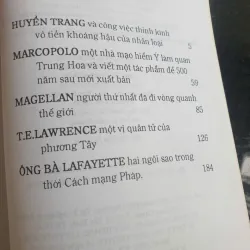 HUYỀN TRANG và công việc thỉnh kinh
vô tiền khoáng hậu của nhân loại 5
MARCOPOLO một nhà mạo hiểm Ý làm quan
Trung Hoa và viết một tác phẩm để 500
năm sau mới xuất bản 59
MAGELLAN người thứ nhất đã đi vòng quanh
thế giới 85
T.E.LAWRENCE một vị quân tử của
phương Tây 126
ÔNG BÀ LAFAYETTE hai ngôi sao trong
thời Cách mạng Pháp. 184